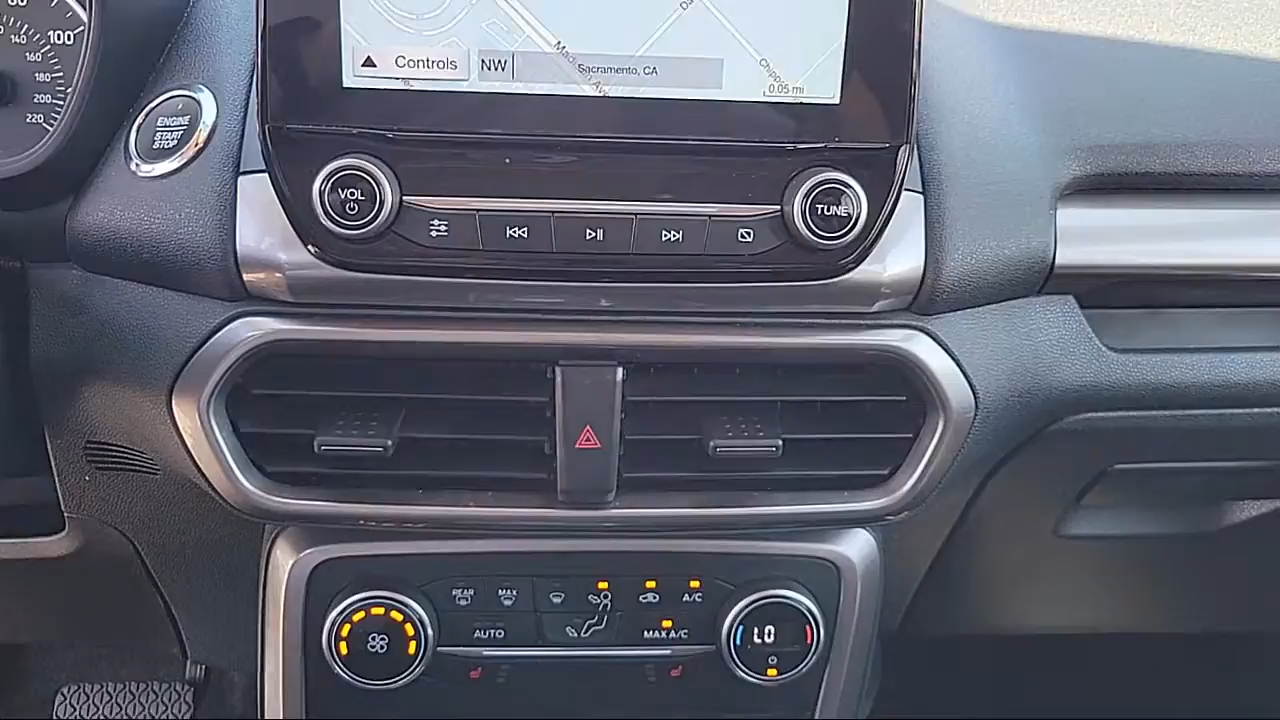 80
100
140
160
180
200
220
ENGINE
START
STOP
Controls
NW
Sacramento, CA
0.05 mi
VOL
TUNE
REAR
MAX
A/C
AUTO
MAX A/C
LO